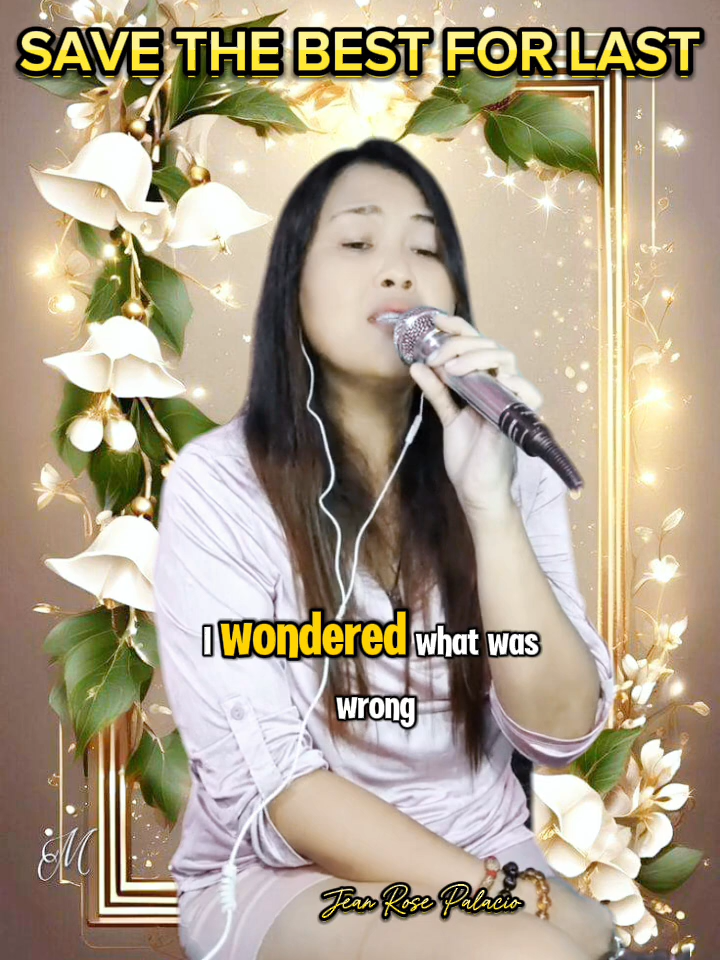 SAVE THE BEST FOR LAST
I wondered what was
wrong
M
Jean Rose Palacio